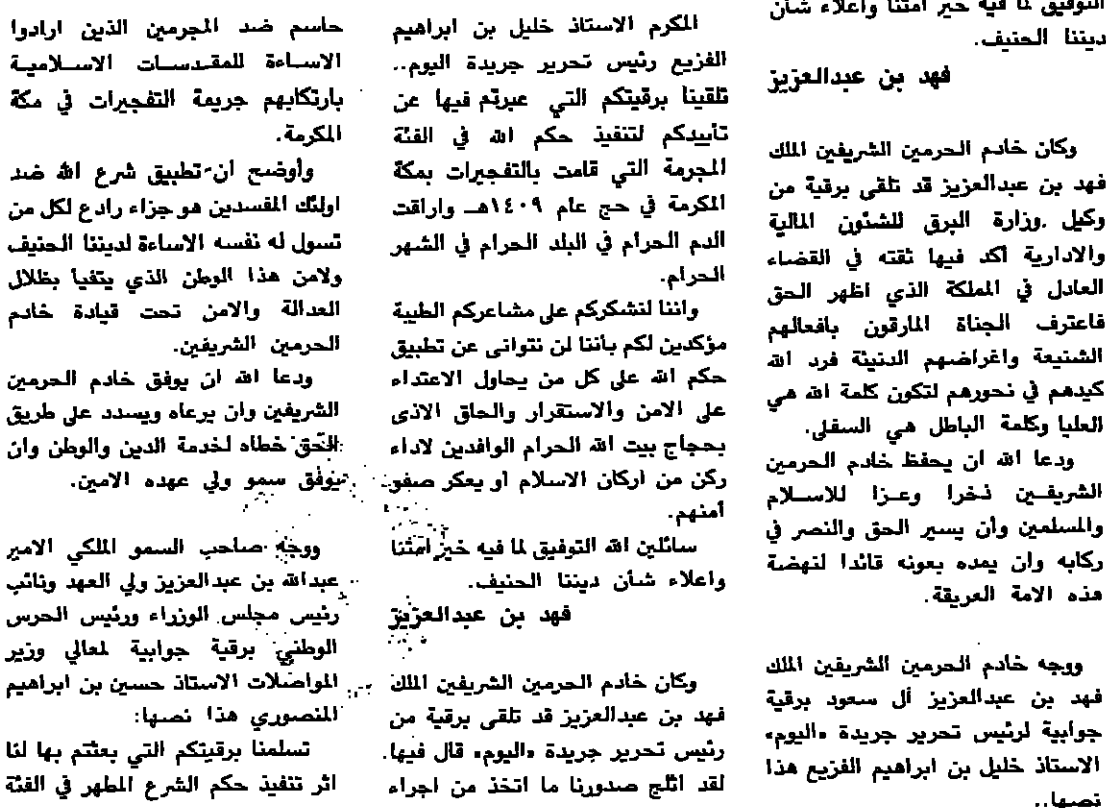 التوفيق لما فيه خير امتنا واعلاء شأن
ديننا الحنيف.
فهد بن عبدالعزيز
وكان خادم الحرمين الشريفين الملك
فهد بن عبدالعزيز قد تلقى برقية من
وكيل وزارة البرق للشئون المالية
والادارية اكد فيها ثقته في القضاء
العادل في المملكة الذي اظهر الحق
فاعترف الجناة المارقون بافعالهم
الشنيعة واغراضهم الدنيئة فرد الله
كيدهم في نحورهم لتكون كلمة الله هي
العليا وكلمة الباطل هي السفلى.
ودعا الله ان يحفظ خادم الحرمين
الشريفين ذخرا وعزا للاسلام
والمسلمين وأن يسير الحق والنصر في
ركابه وان يمده بعونه قائدا لنهضة
هذه الامة العريقة.
ووجه خادم الحرمين الشريفين الملك
فهد بن عبدالعزيز آل سعود برقية
جوابية لرئيس تحرير جريدة «اليوم»
الاستاذ خليل بن ابراهيم الفزيع هذا
نصها..
المكرم الاستاذ خليل بن ابراهيم
الفزيع رئيس تحرير جريدة اليوم..
تلقينا برقيتكم التي عبرتم فيها عن
تأييدكم لتنفيذ حكم الله في الفئة
المجرمة التي قامت بالتفجيرات بمكة
المكرمة في حج عام ١٤٠٩هـ واراقت
الدم الحرام في البلد الحرام في الشهر
الحرام.
واننا لنشكركم على مشاعركم الطيبة
مؤكدين لكم بأننا لن نتوانى عن تطبيق
حكم الله على كل من يحاول الاعتداء
على الامن والاستقرار والحاق الاذى
بحجاج بيت الله الحرام الوافدين لاداء
ركن من اركان الاسلام او يعكر صفو
أمنهم.
سائلين الله التوفيق لما فيه خير امتنا
واعلاء شأن ديننا الحنيف.
فهد بن عبدالعزيز
وكان خادم الحرمين الشريفين الملك
فهد بن عبدالعزيز قد تلقى برقية من
رئيس تحرير جريدة «اليوم» قال فيها.
لقد اثلج صدورنا ما اتخذ من اجراء
حاسم ضد المجرمين الذين ارادوا
الاساءة للمقدسات الاسلامية
بارتكابهم جريمة التفجيرات في مكة
المكرمة.
وأوضح ان تطبيق شرع الله ضد
اولئك المفسدين هو جزاء رادع لكل من
تسول له نفسه الاساءة لديننا الحنيف
ولامن هذا الوطن الذي يتفيأ بظلال
العدالة والامن تحت قيادة خادم
الحرمين الشريفين.
ودعا الله ان يوفق خادم الحرمين
الشريفين وان يرعاه ويسدد على طريق
الحق خطاه لخدمة الدين والوطن وان
يوفق سمو ولي عهده الامين.
ووجه صاحب السمو الملكي الامير
عبدالله بن عبدالعزيز ولي العهد ونائب
رئيس مجلس الوزراء ورئيس الحرس
الوطني برقية جوابية لمعالي وزير
المواصلات الاستاذ حسين بن ابراهيم
المنصوري هذا نصها:
تسلمنا برقيتكم التي بعثتم بها لنا
اثر تنفيذ حكم الشرع المطهر في الفئة